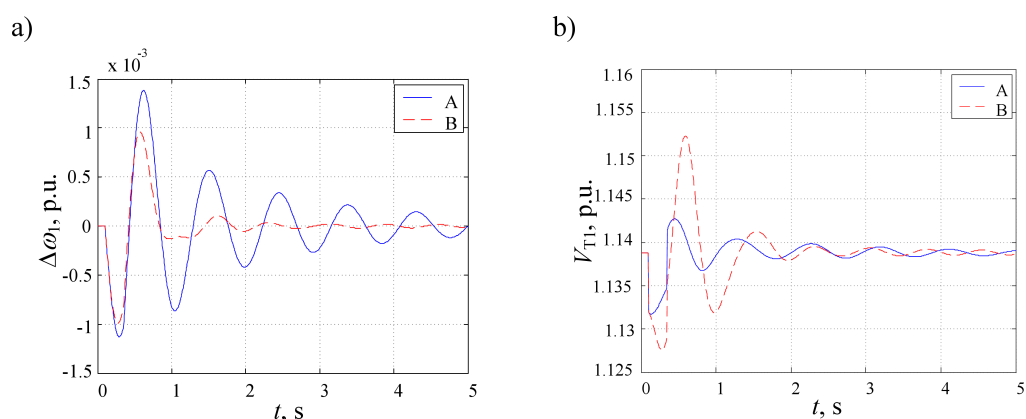 a)
x 10⁻³
1.5
1
0.5
0
-0.5
-1
-1.5
Δω₁, p.u.
0 1 2 3 4 5
t, s
A
B
b)
1.16
1.155
1.15
1.145
1.140
1.135
1.13
1.125
V_T1, p.u.
0 1 2 3 4 5
t, s
A
B